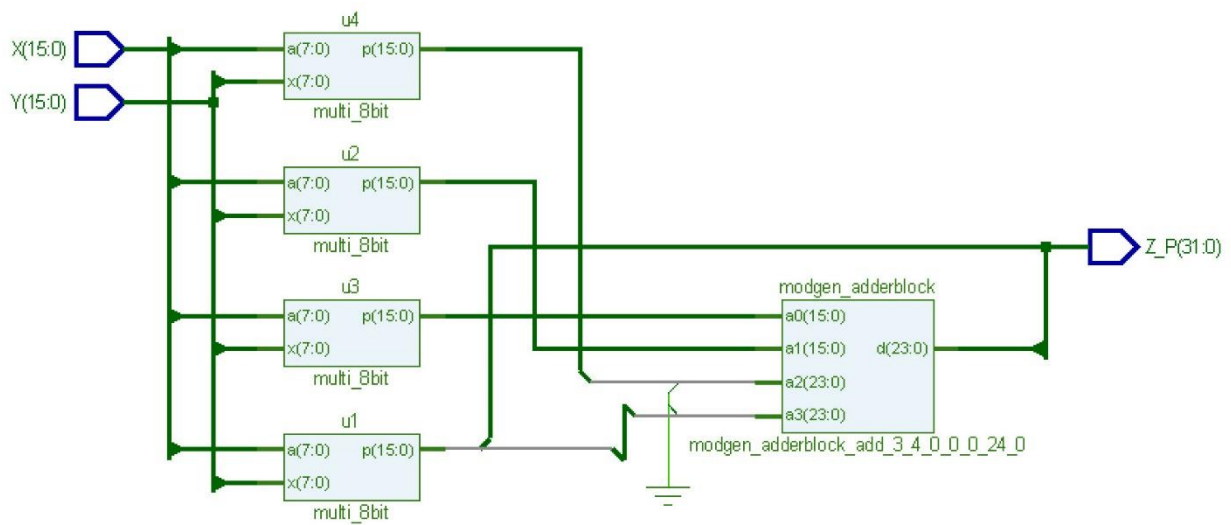 X(15:0)
Y(15:0)
u4
a(7:0) p(15:0)
x(7:0)
multi_8bit
u2
a(7:0) p(15:0)
x(7:0)
multi_8bit
u3
a(7:0) p(15:0)
x(7:0)
multi_8bit
u1
a(7:0) p(15:0)
x(7:0)
multi_8bit
modgen_adderblock
a0(15:0)
a1(15:0) d(23:0)
a2(23:0)
a3(23:0)
modgen_adderblock_add_3_4_0_0_0_24_0
Z_P(31:0)